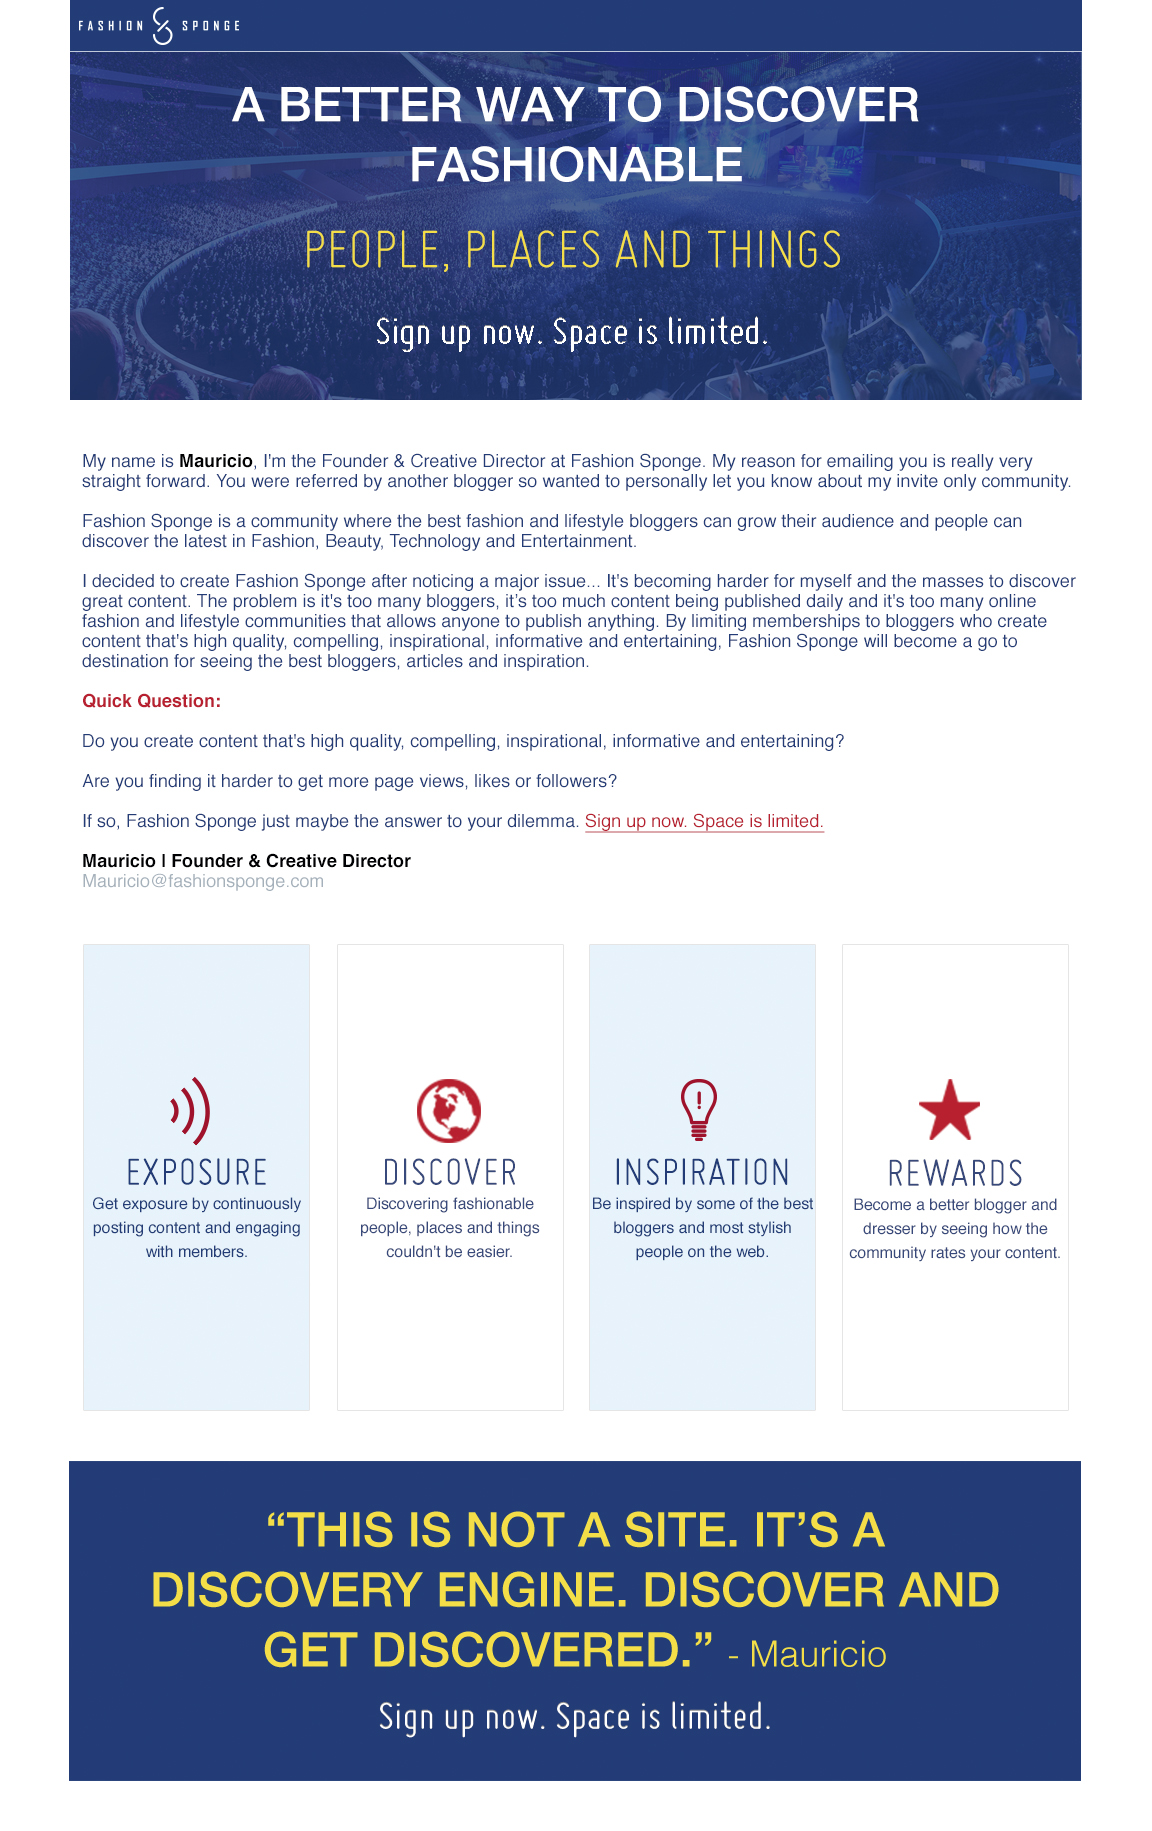 FASHION SPONGE
A BETTER WAY TO DISCOVER
FASHIONABLE
PEOPLE, PLACES AND THINGS
Sign up now. Space is limited.
My name is Mauricio, I'm the Founder & Creative Director at Fashion Sponge. My reason for emailing you is really very
straight forward. You were referred by another blogger so wanted to personally let you know about my invite only community.
Fashion Sponge is a community where the best fashion and lifestyle bloggers can grow their audience and people can
discover the latest in Fashion, Beauty, Technology and Entertainment.
I decided to create Fashion Sponge after noticing a major issue... It's becoming harder for myself and the masses to discover
great content. The problem is it's too many bloggers, it's too much content being published daily and it's too many online
fashion and lifestyle communities that allows anyone to publish anything. By limiting memberships to bloggers who create
content that's high quality, compelling, inspirational, informative and entertaining, Fashion Sponge will become a go to
destination for seeing the best bloggers, articles and inspiration.
Quick Question:
Do you create content that's high quality, compelling, inspirational, informative and entertaining?
Are you finding it harder to get more page views, likes or followers?
If so, Fashion Sponge just maybe the answer to your dilemma. Sign up now. Space is limited.
Mauricio | Founder & Creative Director
Mauricio@fashionsponge.com
EXPOSURE
Get exposure by continuously
posting content and engaging
with members.
DISCOVER
Discovering fashionable
people, places and things
couldn't be easier.
INSPIRATION
Be inspired by some of the best
bloggers and most stylish
people on the web.
REWARDS
Become a better blogger and
dresser by seeing how the
community rates your content.
“THIS IS NOT A SITE. IT’S A
DISCOVERY ENGINE. DISCOVER AND
GET DISCOVERED.” - Mauricio
Sign up now. Space is limited.